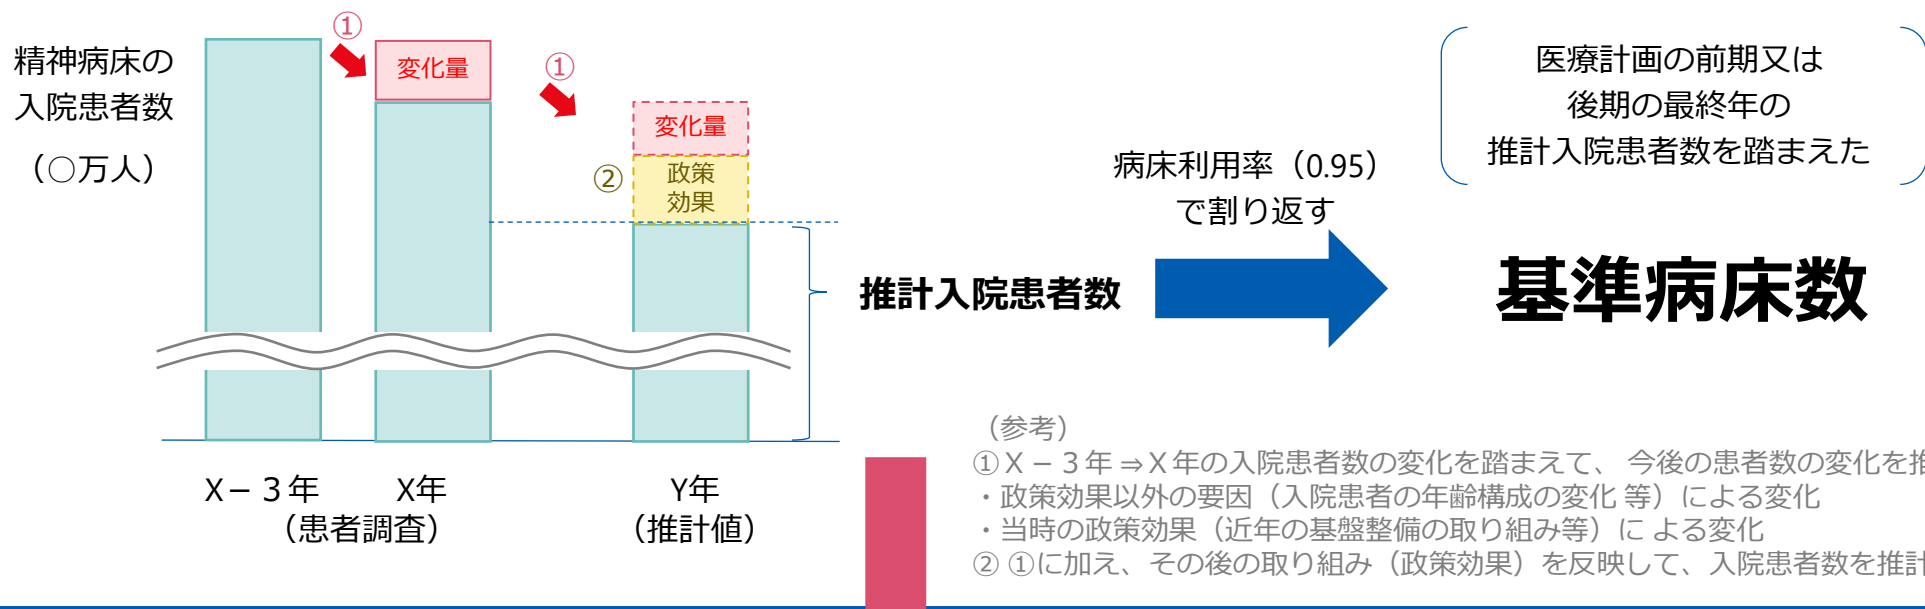 精神病床の
入院患者数
（○万人）
①
変化量
①
変化量
②
政策
効果
推計入院患者数
病床利用率（0.95）
で割り返す
医療計画の前期又は
後期の最終年の
推計入院患者数を踏まえた
基準病床数
X－３年
X年
（患者調査）
Y年
（推計値）
（参考）
①Ｘ－３年⇒Ｘ年の入院患者数の変化を踏まえて、 今後の患者数の変化を推
・政策効果以外の要因（入院患者の年齢構成の変化 等）による変化
・当時の政策効果（近年の基盤整備の取り組み等）に よる変化
② ①に加え、その後の取り組み（政策効果）を反映して、入院患者数を推計